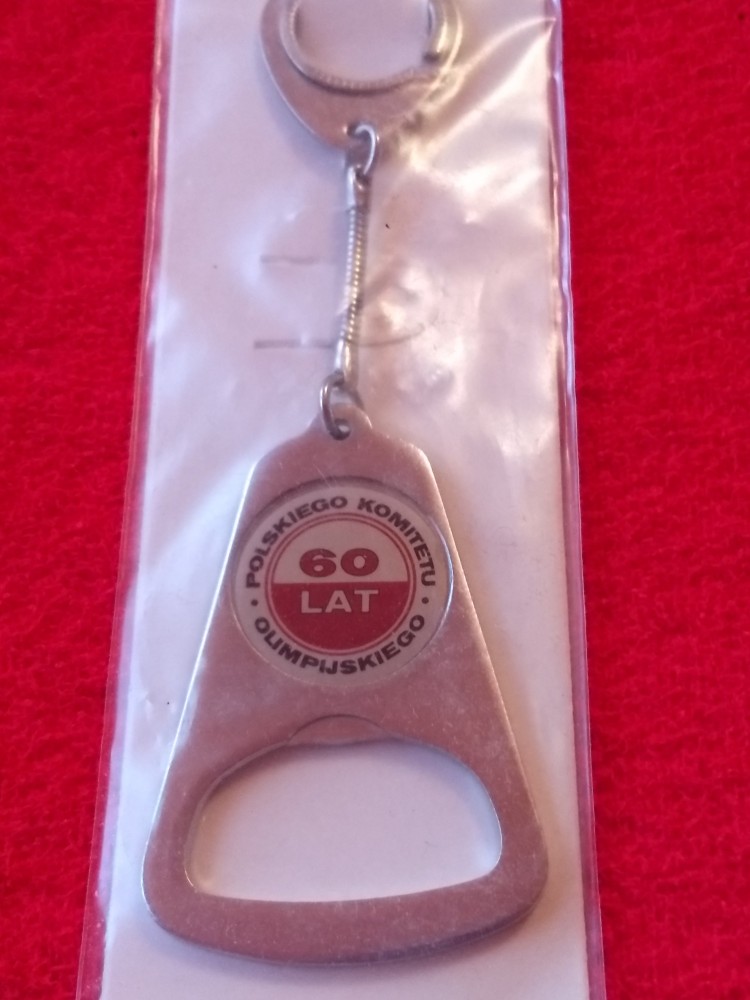 POLSKIEGO KOMITETU
60
LAT
• OLIMPIJSKIEGO •